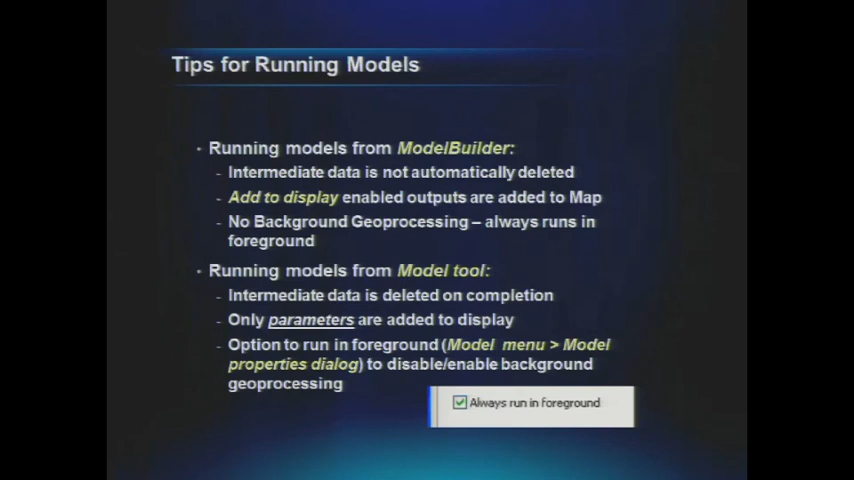 Tips for Running Models
• Running models from ModelBuilder:
- Intermediate data is not automatically deleted
- Add to display enabled outputs are added to Map
- No Background Geoprocessing – always runs in
foreground
• Running models from Model tool:
- Intermediate data is deleted on completion
- Only parameters are added to display
- Option to run in foreground (Model menu > Model
properties dialog) to disable/enable background
geoprocessing
Always run in foreground